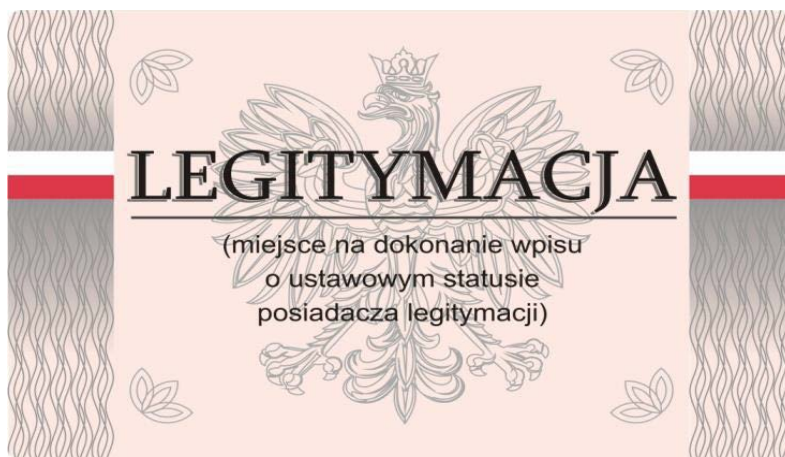 LEGITYMACJA
(miejsce na dokonanie wpisu
o ustawowym statusie
posiadacza legitymacji)